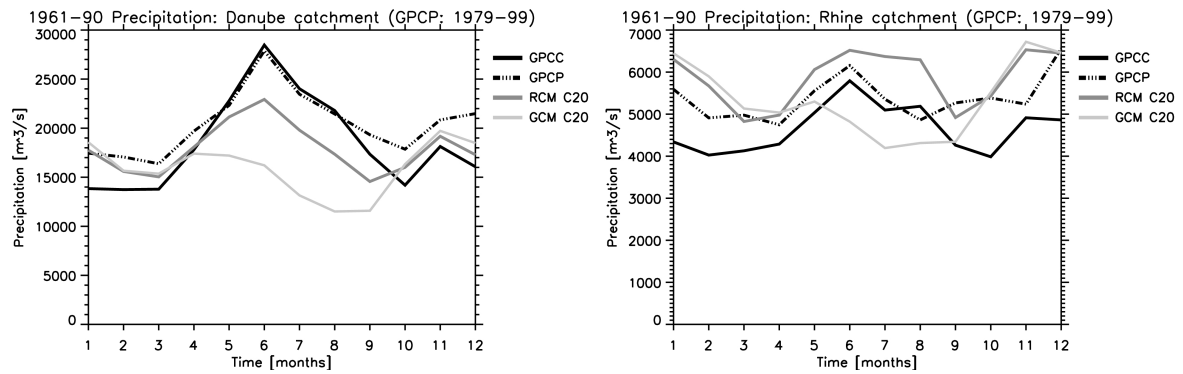 1961-90 Precipitation: Danube catchment (GPCP: 1979-99)
30000
25000
20000
15000
10000
5000
0
Precipitation [m^3/s]
1 2 3 4 5 6 7 8 9 10 11 12
Time [months]
GPCC
GPCP
RCM C20
GCM C20
1961-90 Precipitation: Rhine catchment (GPCP: 1979-99)
7000
6000
5000
4000
3000
2000
1000
0
Precipitation [m^3/s]
1 2 3 4 5 6 7 8 9 10 11 12
Time [months]
GPCC
GPCP
RCM C20
GCM C20